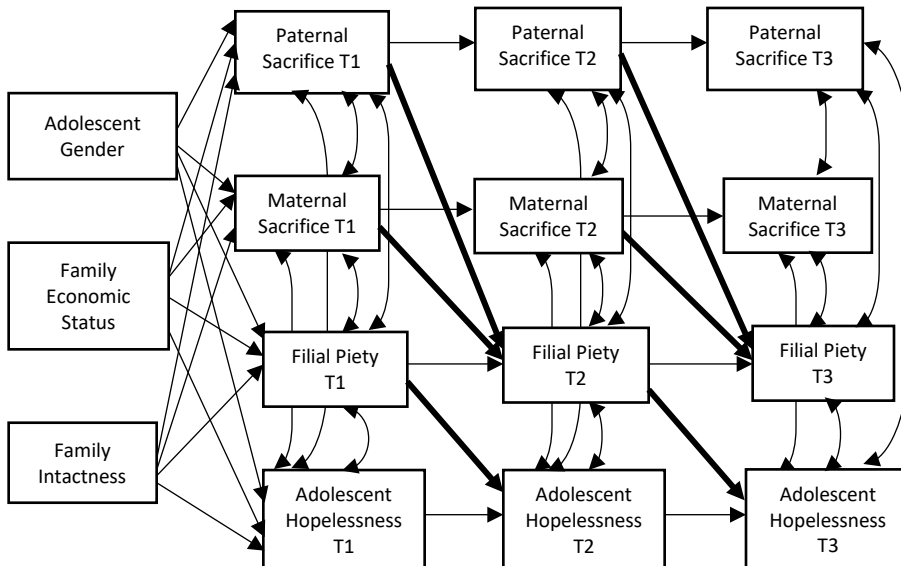 Paternal
Sacrifice T1
Paternal
Sacrifice T2
Paternal
Sacrifice T3
Adolescent
Gender
Maternal
Sacrifice T1
Maternal
Sacrifice T2
Maternal
Sacrifice T3
Family
Economic
Status
Filial Piety
T1
Filial Piety
T2
Filial Piety
T3
Family
Intactness
Adolescent
Hopelessness
T1
Adolescent
Hopelessness
T2
Adolescent
Hopelessness
T3